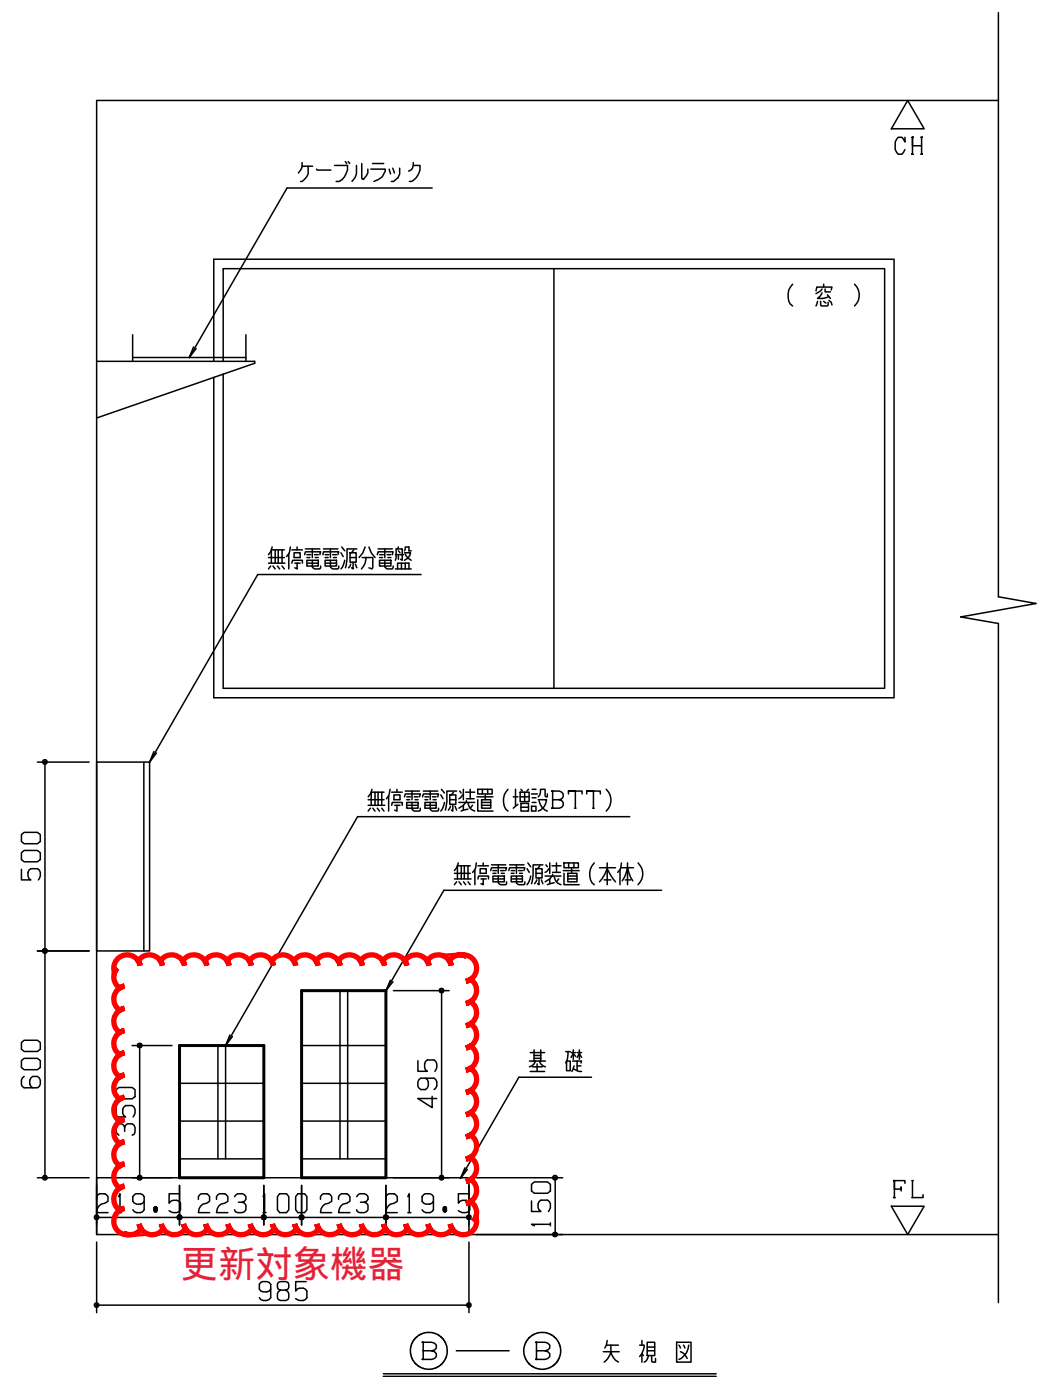 CH
ケーブルラック
( 窓 )
無停電電源分電盤
無停電電源装置(増設BTT)
500
無停電電源装置(本体)
600
350
495
基 礎
219.5 223 100 223 219.5
150
FL
更新対象機器
985
B B 矢 視 図